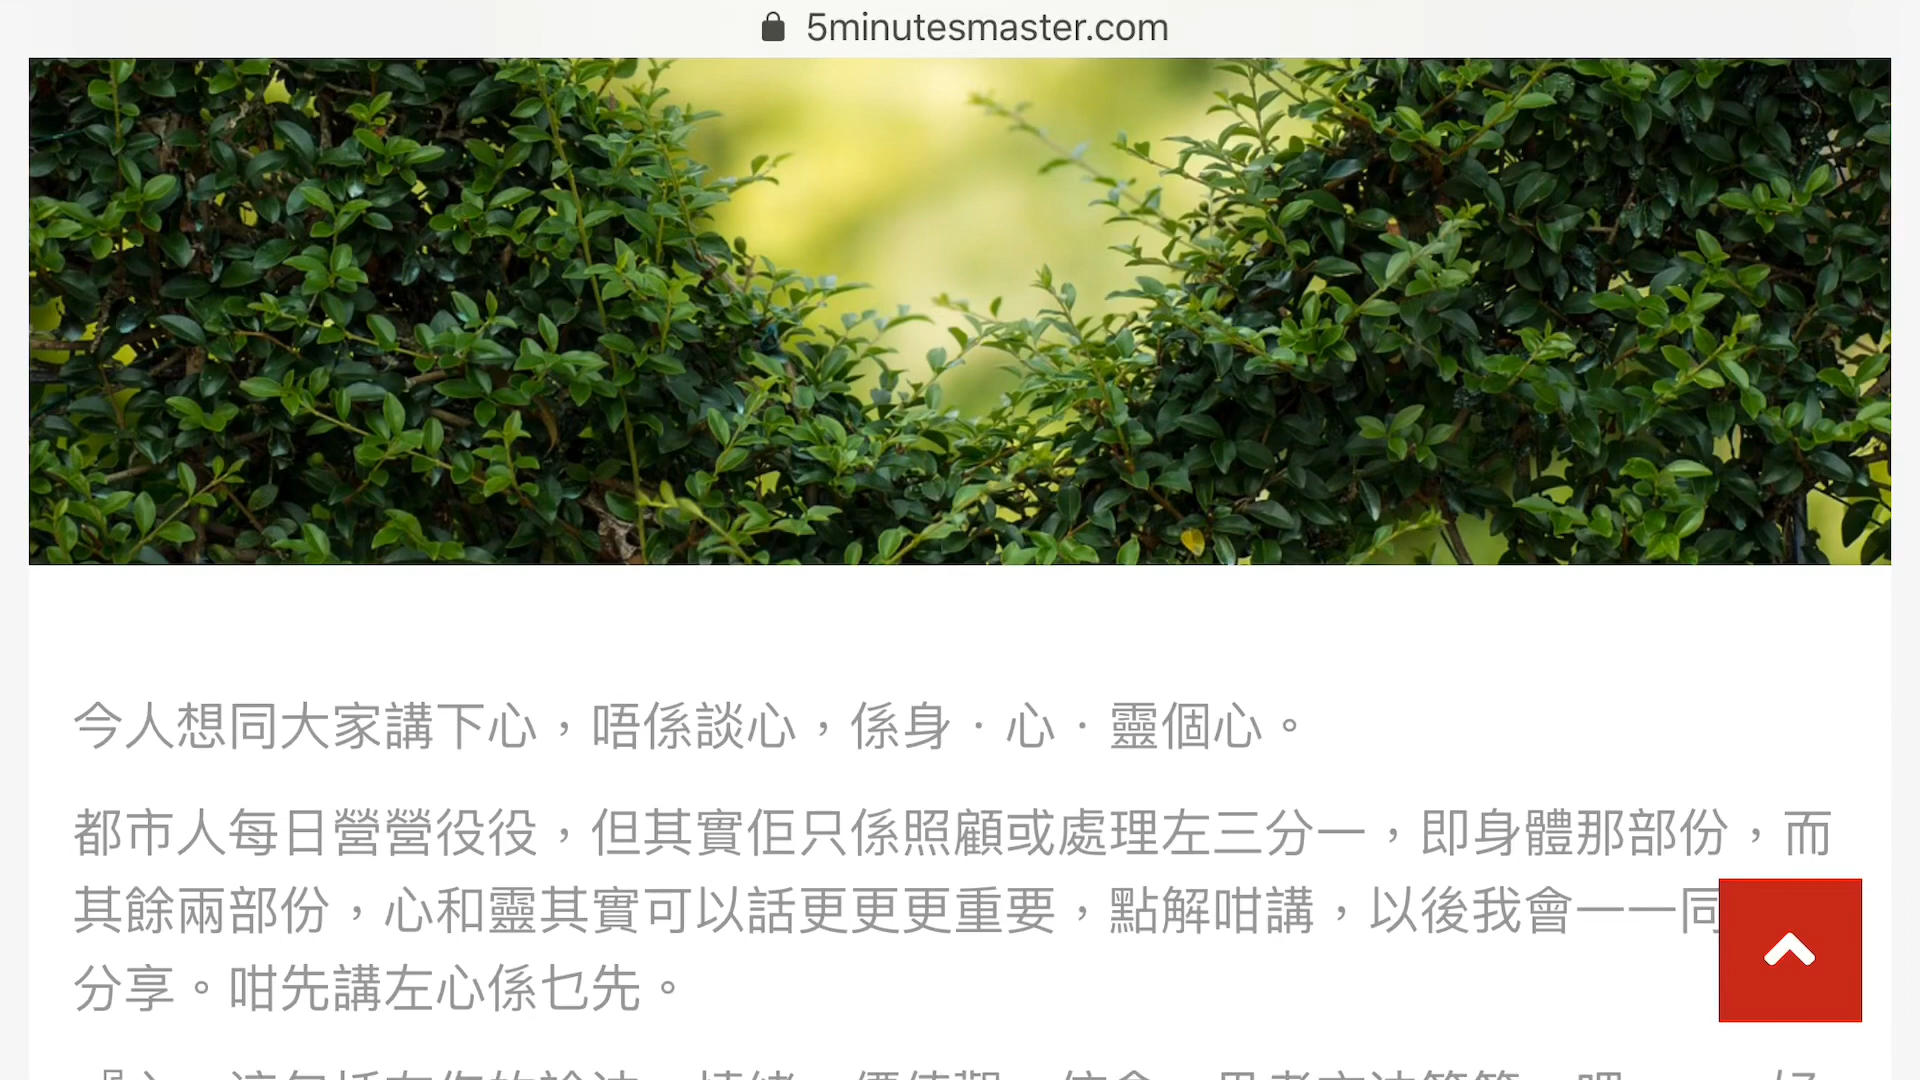 5minutesmaster.com
今人想同大家講下心，唔係談心，係身．心．靈個心。
都市人每日營營役役，但其實佢只係照顧或處理左三分一，即身體那部份，而
其餘兩部份，心和靈其實可以話更更更重要，點解咁講，以後我會一一同
分享。咁先講左心係乜先。